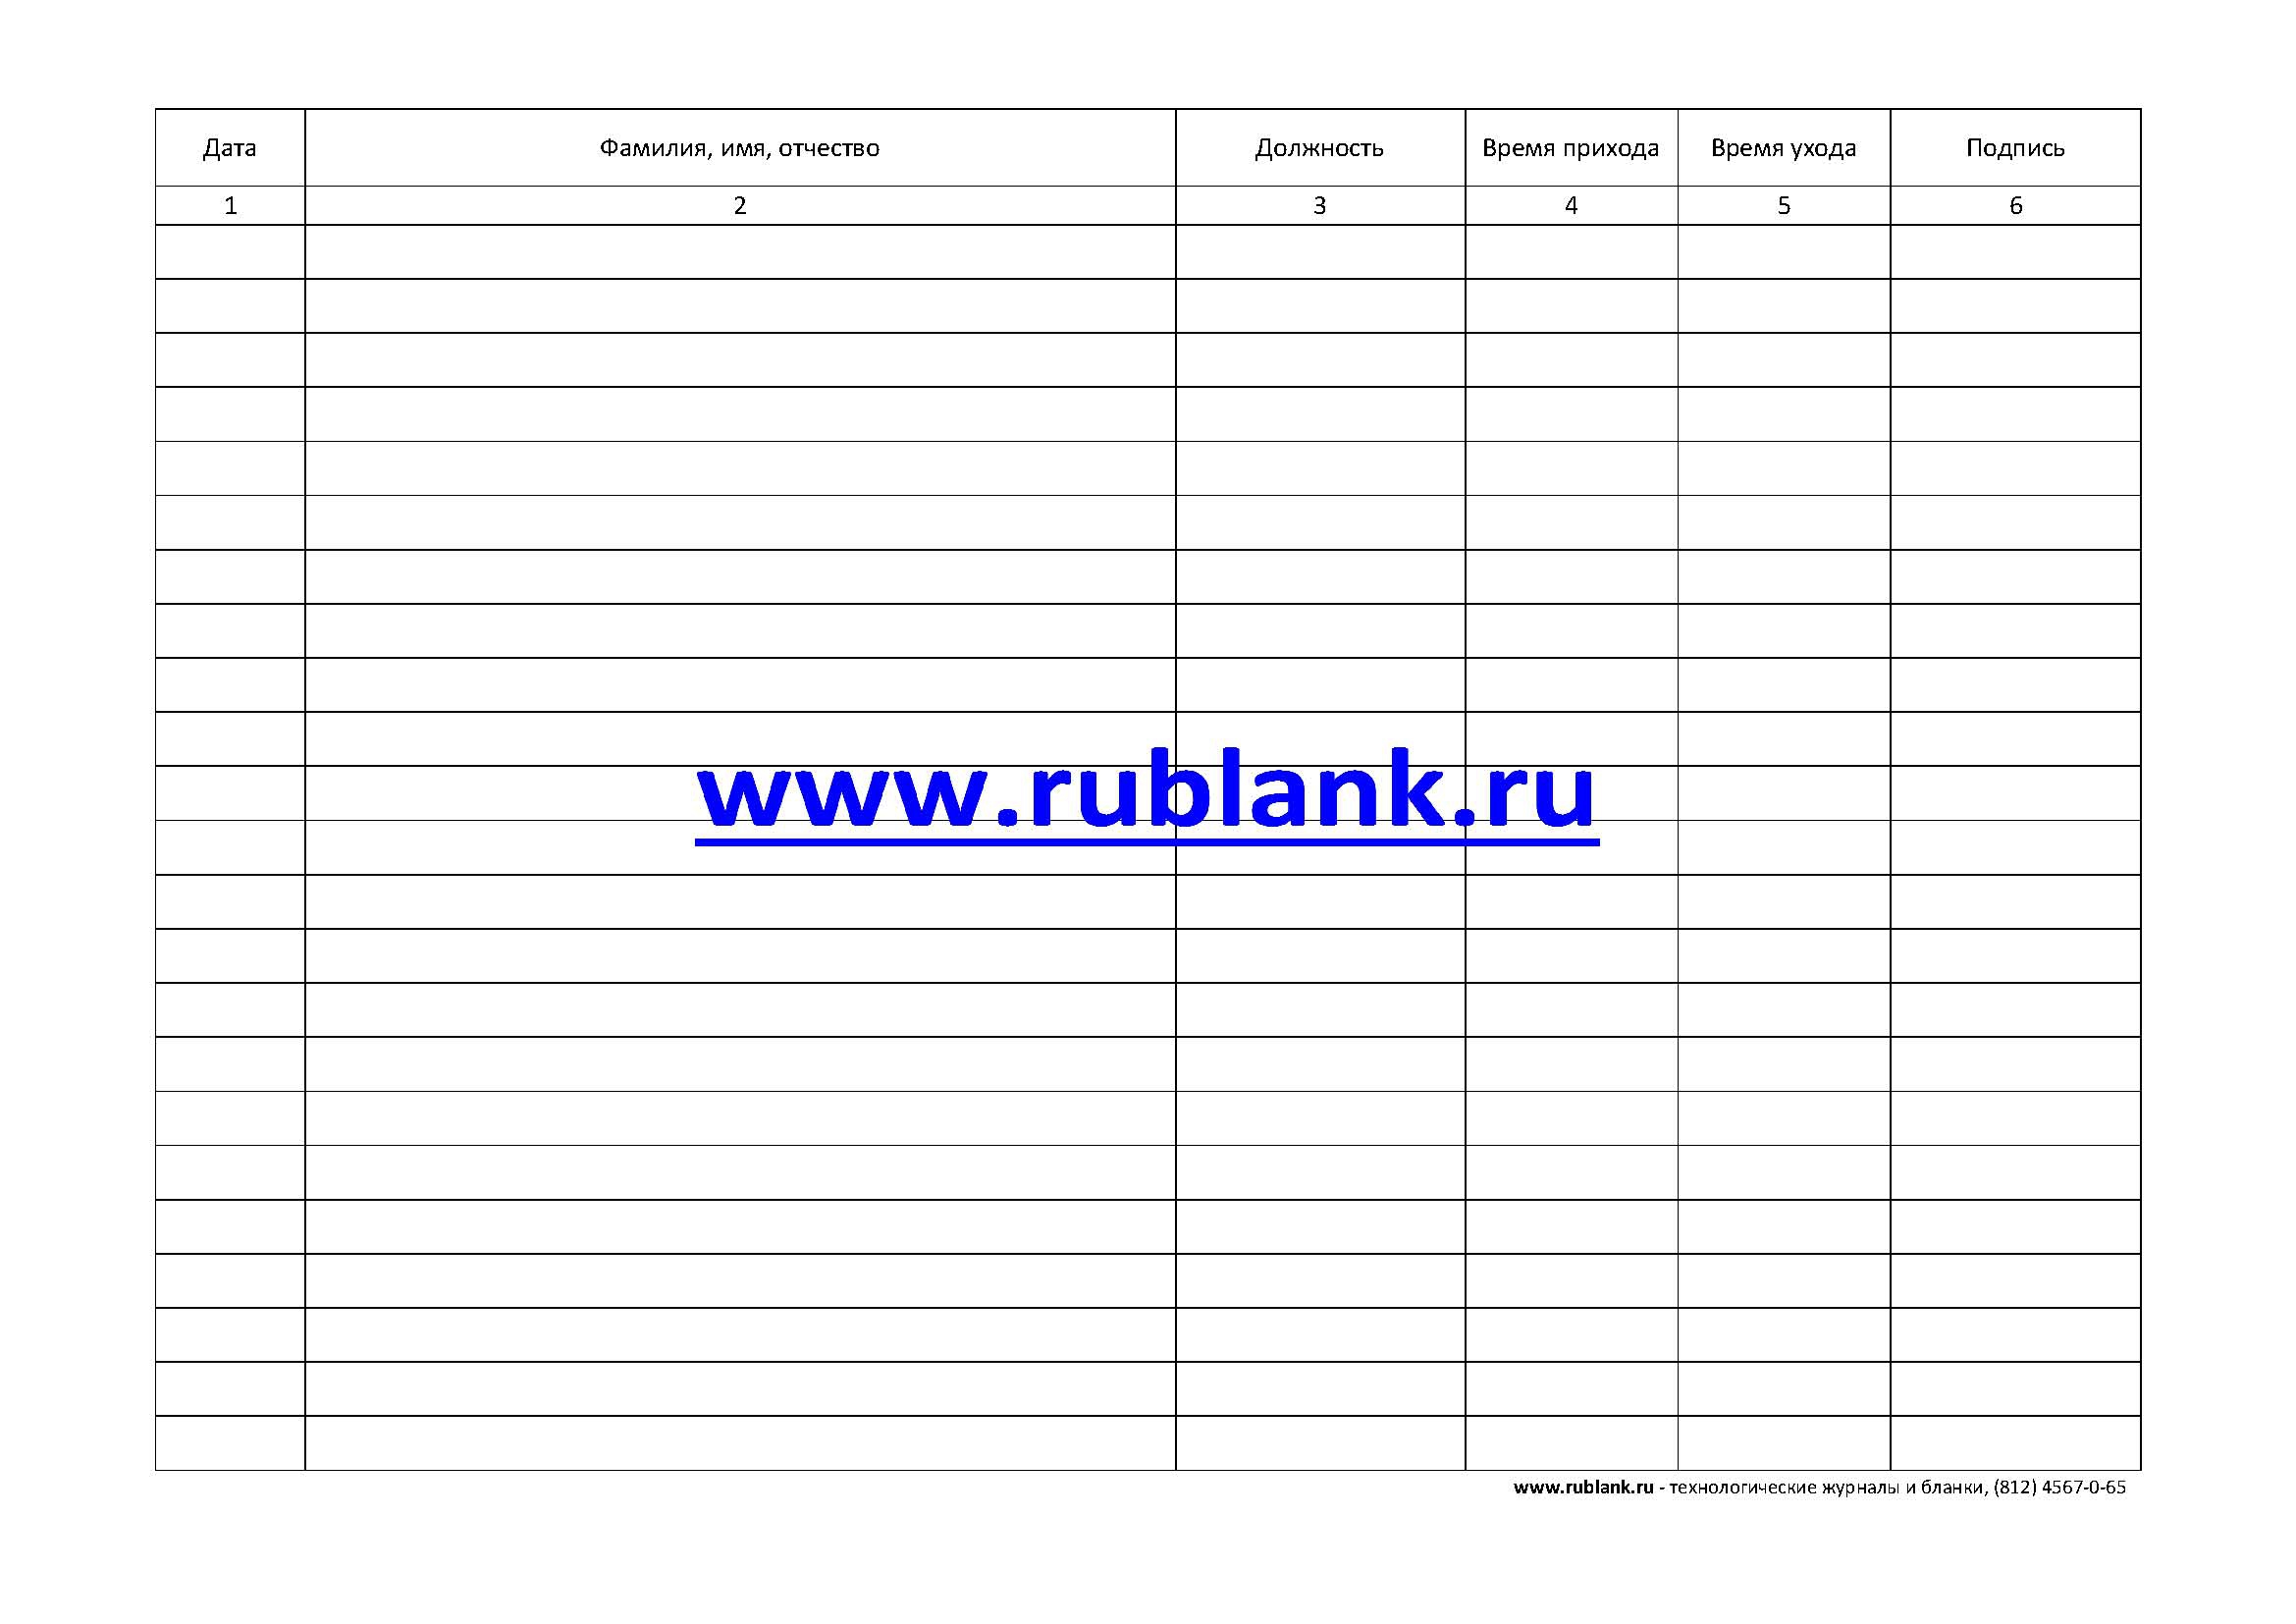 Дата Фамилия, имя, отчество Должность Время прихода Время ухода Подпись
1 2 3 4 5 6
www.rublank.ru
www.rublank.ru - технологические журналы и бланки, (812) 4567-0-65